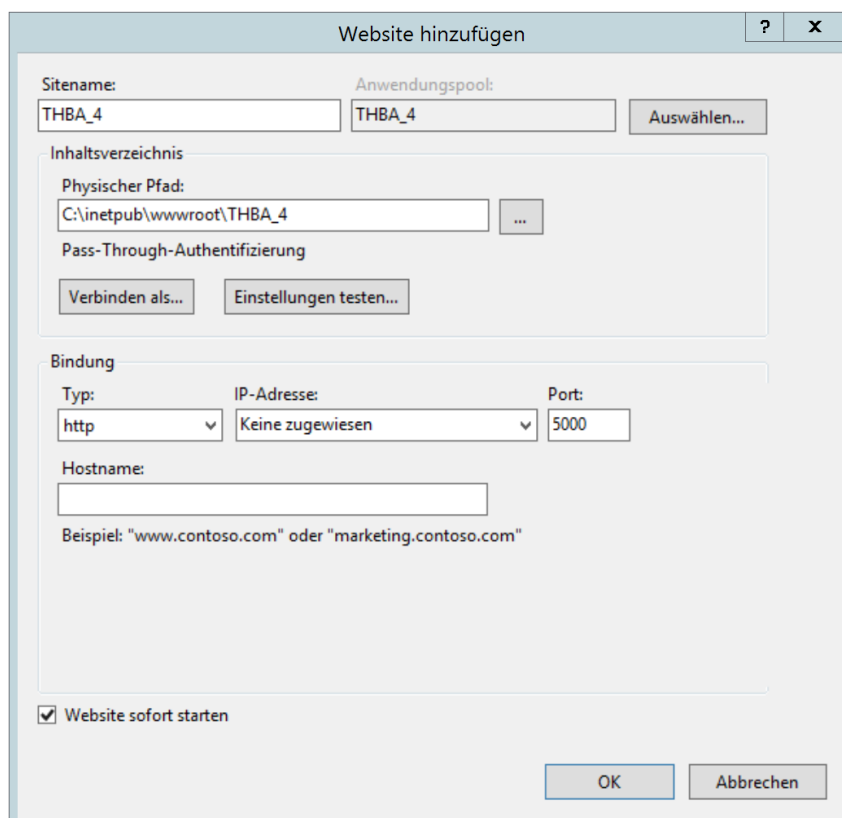 Website hinzufügen
? x
Sitename: Anwendungspool:
THBA_4 THBA_4 Auswählen...
Inhaltsverzeichnis
Physischer Pfad:
C:\inetpub\wwwroot\THBA_4 ...
Pass-Through-Authentifizierung
Verbinden als... Einstellungen testen...
Bindung
Typ: IP-Adresse: Port:
http Keine zugewiesen 5000
Hostname:
Beispiel: "www.contoso.com" oder "marketing.contoso.com"
Website sofort starten
OK Abbrechen